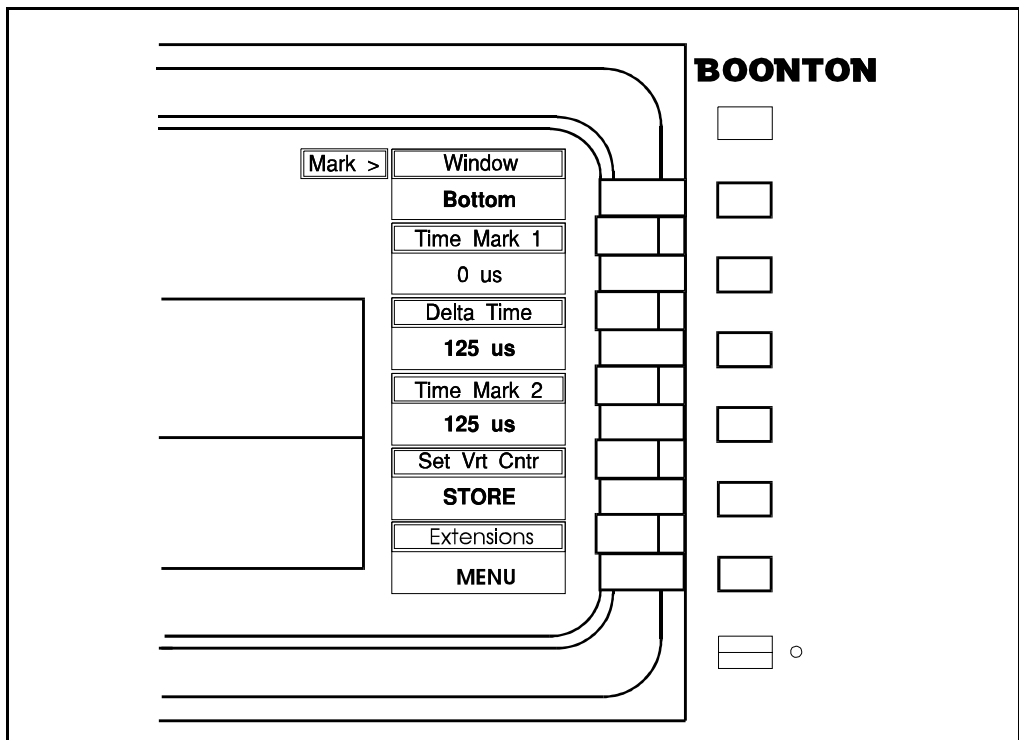 BOONTON
Mark >
Window
Bottom
Time Mark 1
0 us
Delta Time
125 us
Time Mark 2
125 us
Set Vrt Cntr
STORE
Extensions
MENU